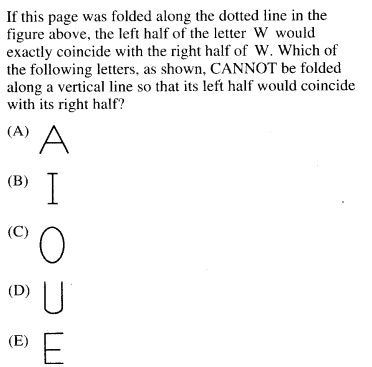 If this page was folded along the dotted line in the
figure above, the left half of the letter W would
exactly coincide with the right half of W. Which of
the following letters, as shown, CANNOT be folded
along a vertical line so that its left half would coincide
with its right half?
(A) A
(B) I
(C) O
(D) U
(E) E